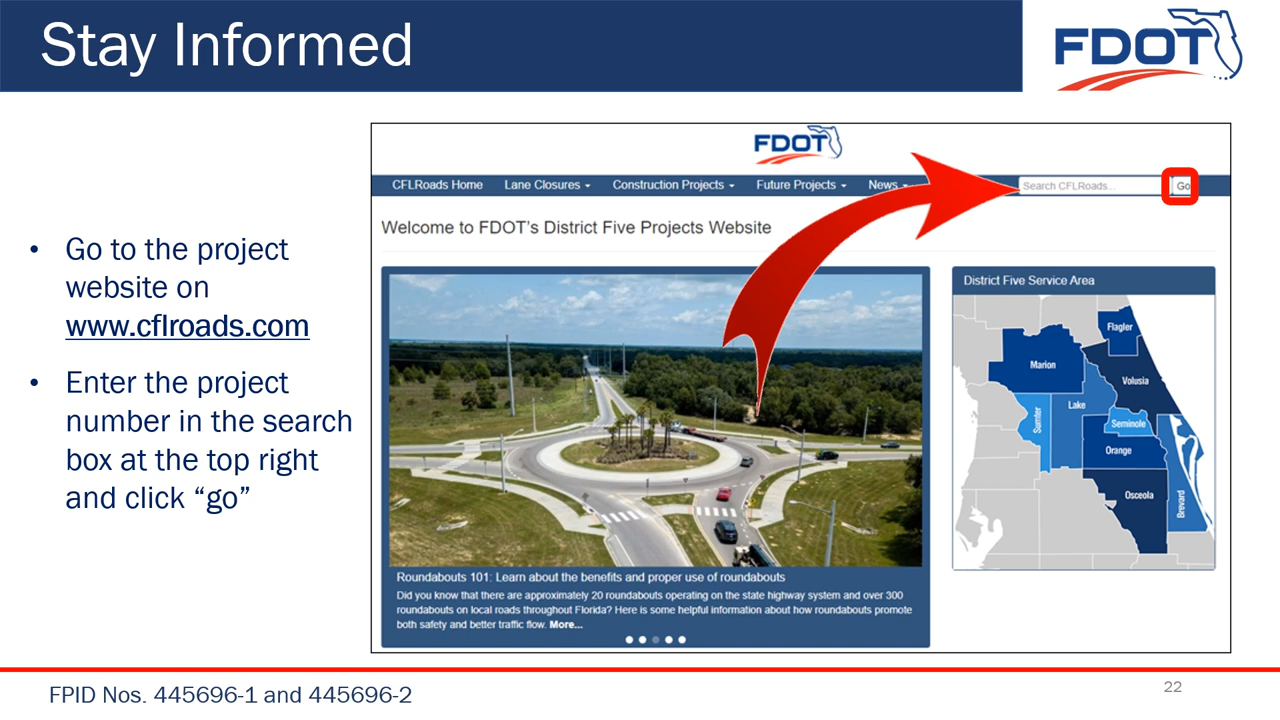 Stay Informed
FDOT
• Go to the project
website on
www.cflroads.com
• Enter the project
number in the search
box at the top right
and click “go”
FDOT
CFLRoads Home Lane Closures Construction Projects Future Projects News
Search CFLRoads... Go
Welcome to FDOT's District Five Projects Website
Roundabouts 101: Learn about the benefits and proper use of roundabouts
Did you know that there are approximately 20 roundabouts operating on the state highway system and over 300
roundabouts on local roads throughout Florida? Here is some helpful information about how roundabouts promote
both safety and better traffic flow. More...
District Five Service Area
Flagler
Marion
Volusia
Lake
Sumter
Seminole
Orange
Osceola
Brevard
FPID Nos. 445696-1 and 445696-2
22